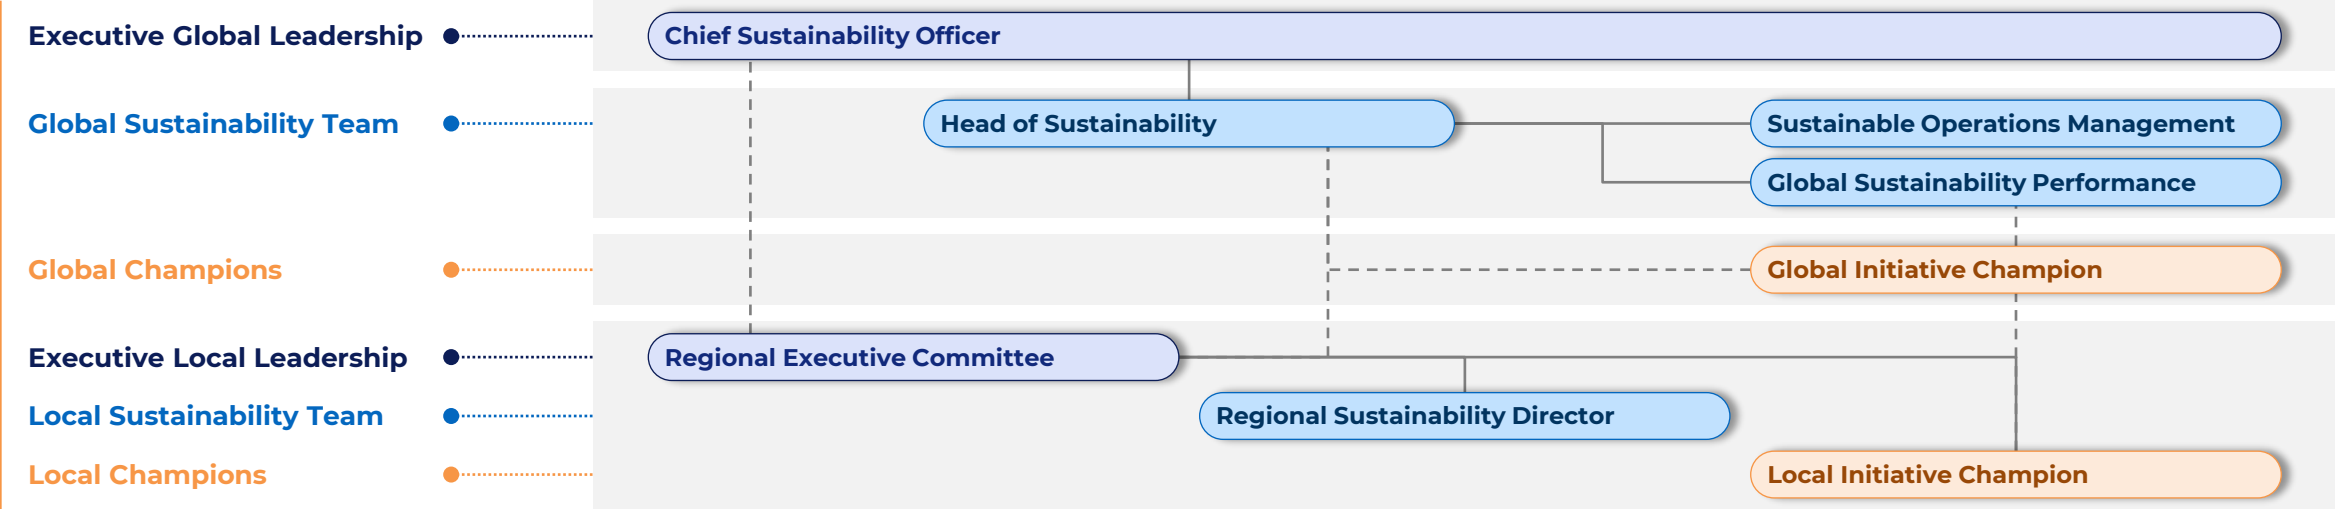 Executive Global Leadership
Chief Sustainability Officer
Global Sustainability Team
Head of Sustainability
Sustainable Operations Management
Global Sustainability Performance
Global Champions
Global Initiative Champion
Executive Local Leadership
Regional Executive Committee
Local Sustainability Team
Regional Sustainability Director
Local Champions
Local Initiative Champion